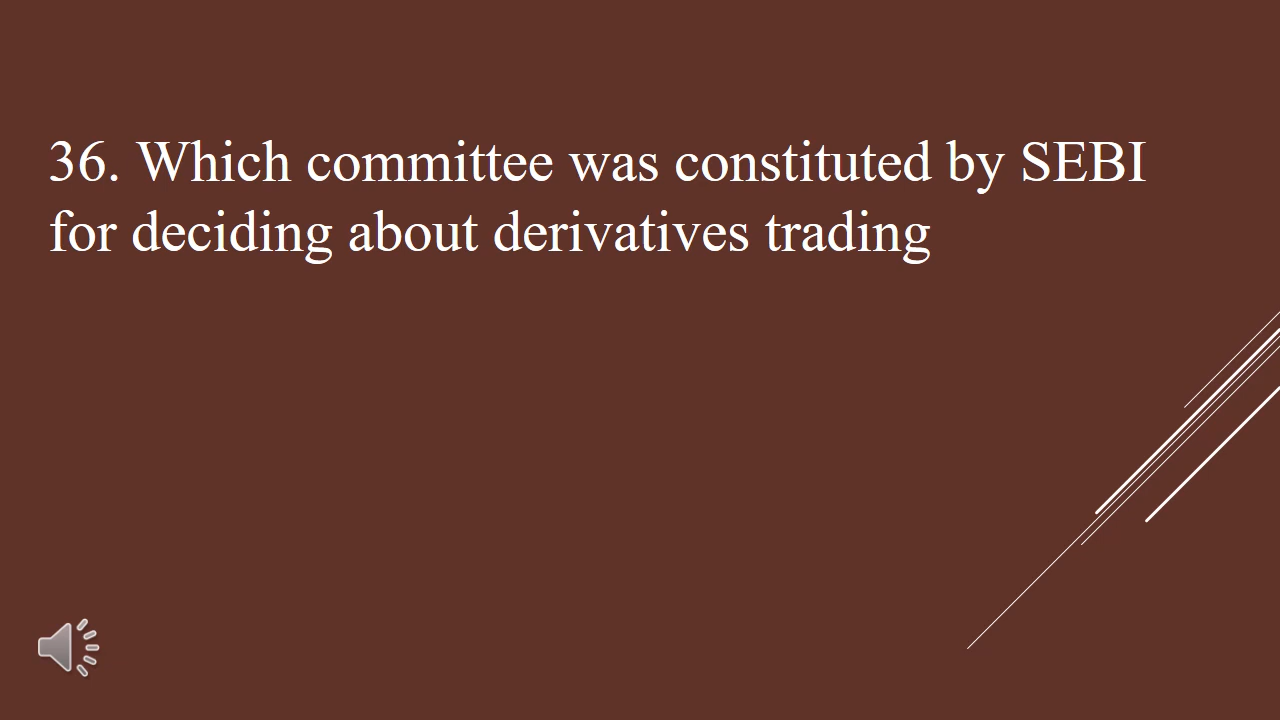 36. Which committee was constituted by SEBI
for deciding about derivatives trading